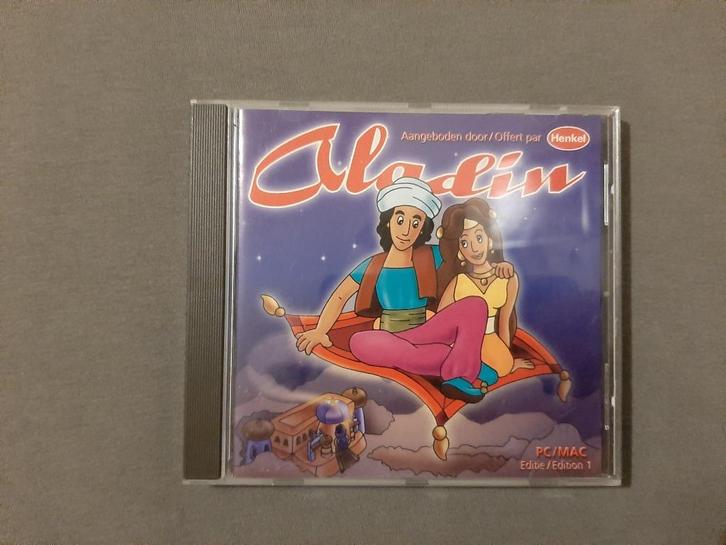 Aangeboden door/Offert par Henkel
Aladin
PC/MAC
Editie/Edition 1